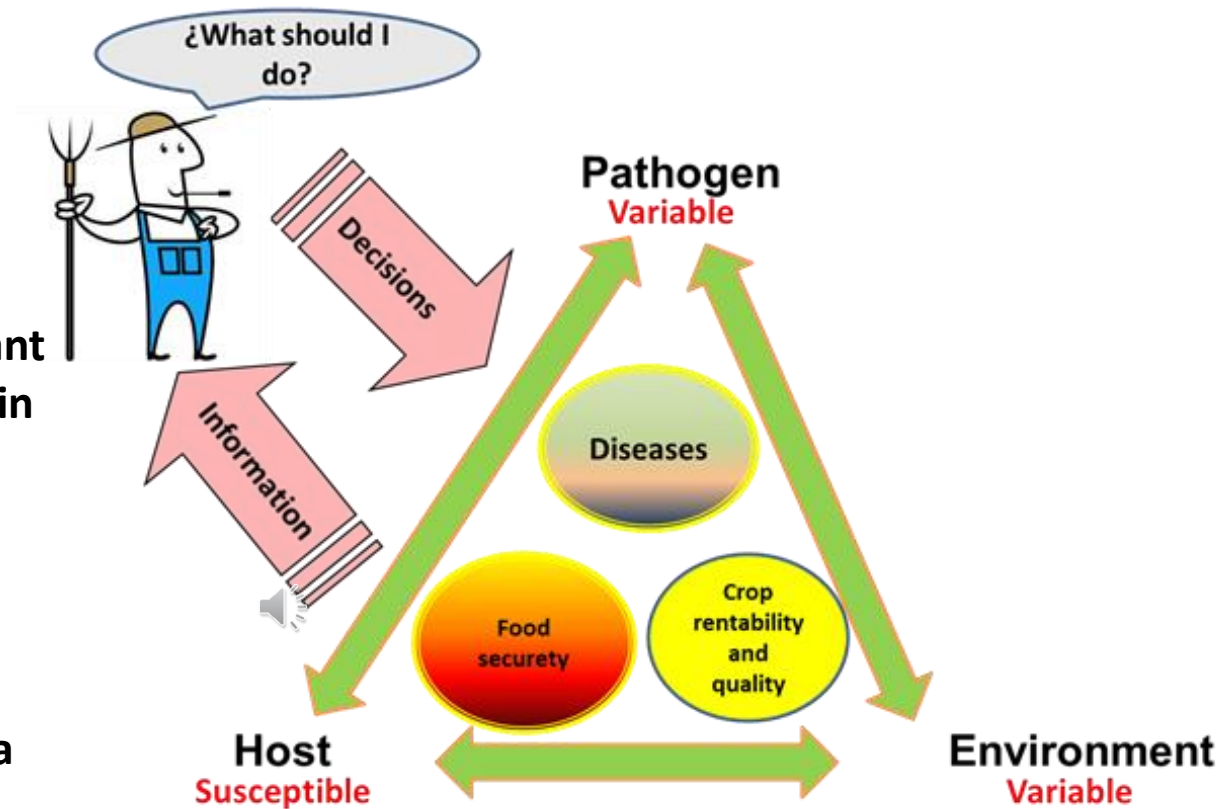 ¿What should I
do?
Decisions
Information
ant
in
a
Pathogen
Variable
Diseases
Food
securety
Crop
rentability
and
quality
Host
Susceptible
Environment
Variable